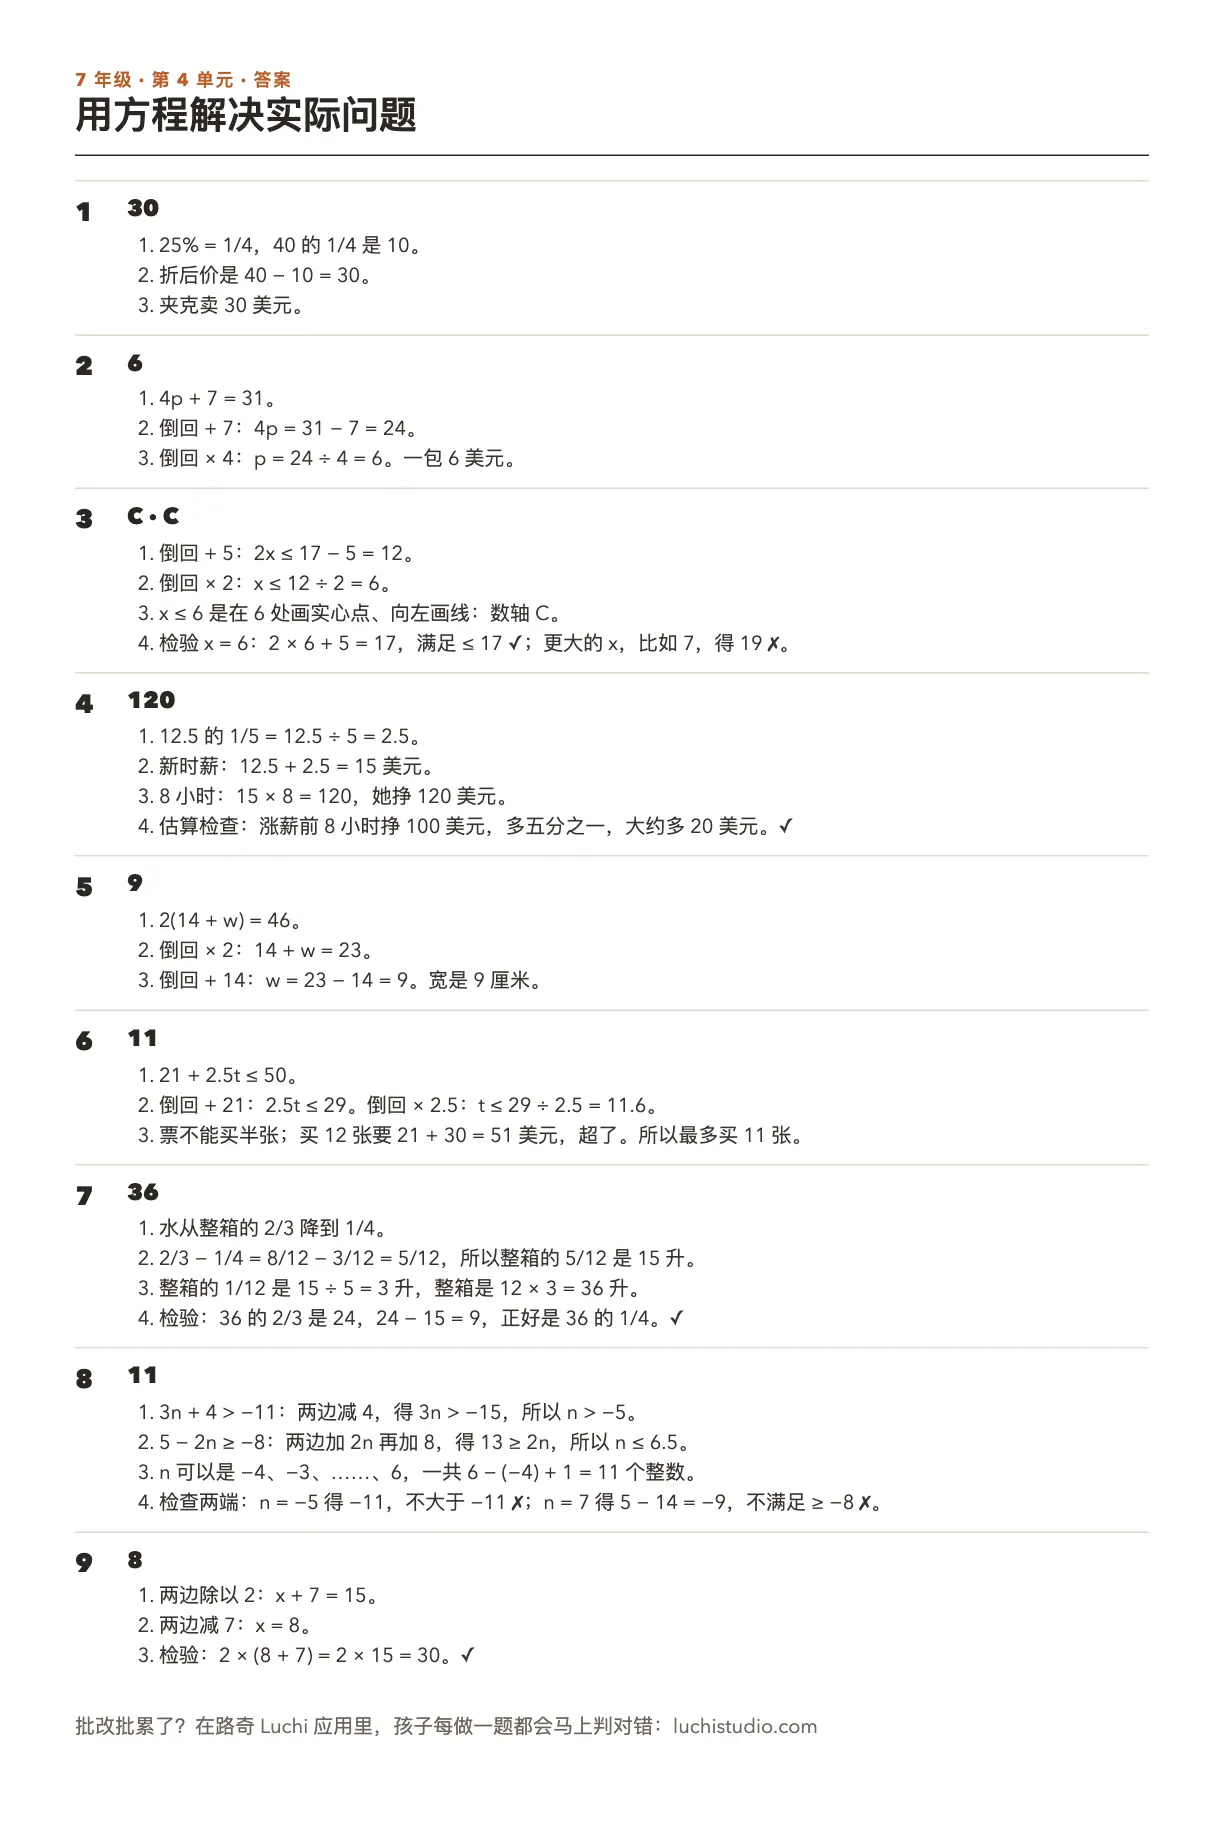 7 年级 · 第 4 单元 · 答案
用方程解决实际问题
1 30
1. 25% = 1/4，40 的 1/4 是 10。
2. 折后价是 40 − 10 = 30。
3. 夹克卖 30 美元。
2 6
1. 4p + 7 = 31。
2. 倒回 + 7：4p = 31 − 7 = 24。
3. 倒回 × 4：p = 24 ÷ 4 = 6。一包 6 美元。
3 C · C
1. 倒回 + 5：2x ≤ 17 − 5 = 12。
2. 倒回 × 2：x ≤ 12 ÷ 2 = 6。
3. x ≤ 6 是在 6 处画实心点、向左画线：数轴 C。
4. 检验 x = 6：2 × 6 + 5 = 17，满足 ≤ 17 ✓；更大的 x，比如 7，得 19 ✗。
4 120
1. 12.5 的 1/5 = 12.5 ÷ 5 = 2.5。
2. 新时薪：12.5 + 2.5 = 15 美元。
3. 8 小时：15 × 8 = 120，她挣 120 美元。
4. 估算检查：涨薪前 8 小时挣 100 美元，多五分之一，大约多 20 美元。✓
5 9
1. 2(14 + w) = 46。
2. 倒回 × 2：14 + w = 23。
3. 倒回 + 14：w = 23 − 14 = 9。宽是 9 厘米。
6 11
1. 21 + 2.5t ≤ 50。
2. 倒回 + 21：2.5t ≤ 29。倒回 × 2.5：t ≤ 29 ÷ 2.5 = 11.6。
3. 票不能买半张；买 12 张要 21 + 30 = 51 美元，超了。所以最多买 11 张。
7 36
1. 水从整箱的 2/3 降到 1/4。
2. 2/3 − 1/4 = 8/12 − 3/12 = 5/12，所以整箱的 5/12 是 15 升。
3. 整箱的 1/12 是 15 ÷ 5 = 3 升，整箱是 12 × 3 = 36 升。
4. 检验：36 的 2/3 是 24，24 − 15 = 9，正好是 36 的 1/4。✓
8 11
1. 3n + 4 > −11：两边减 4，得 3n > −15，所以 n > −5。
2. 5 − 2n ≥ −8：两边加 2n 再加 8，得 13 ≥ 2n，所以 n ≤ 6.5。
3. n 可以是 −4、−3、……、6，一共 6 − (−4) + 1 = 11 个整数。
4. 检查两端：n = −5 得 −11，不大于 −11 ✗；n = 7 得 5 − 14 = −9，不满足 ≥ −8 ✗。
9 8
1. 两边除以 2：x + 7 = 15。
2. 两边减 7：x = 8。
3. 检验：2 × (8 + 7) = 2 × 15 = 30。✓
批改批累了？在路奇 Luchi 应用里，孩子每做一题都会马上判对错：luchistudio.com